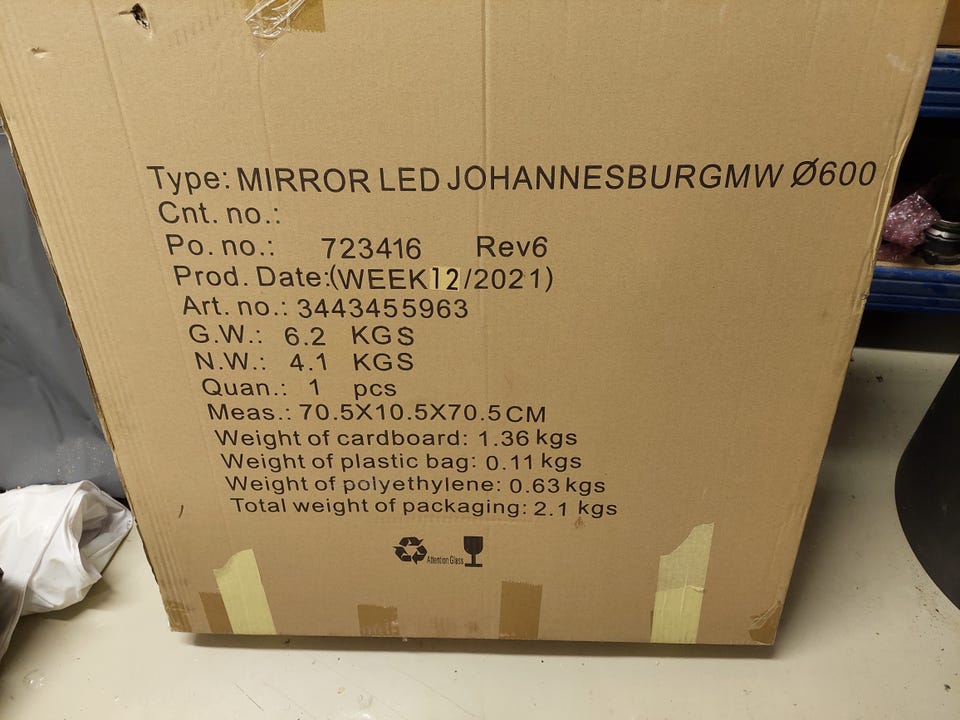 Type: MIRROR LED JOHANNESBURGMW Ø600
Cnt. no.:
Po. no.: 723416 Rev6
Prod. Date:(WEEK12/2021)
Art. no.: 3443455963
G.W.: 6.2 KGS
N.W.: 4.1 KGS
Quan.: 1 pcs
Meas.: 70.5X10.5X70.5CM
Weight of cardboard: 1.36 kgs
Weight of plastic bag: 0.11 kgs
Weight of polyethylene: 0.63 kgs
Total weight of packaging: 2.1 kgs
Attention Glass